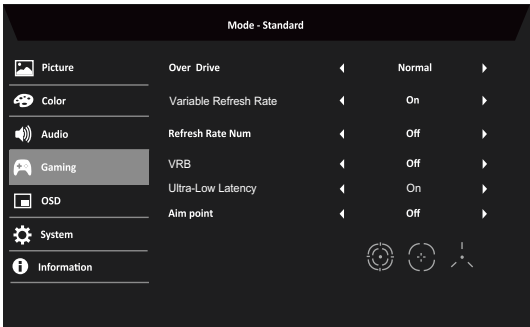 Mode - Standard
Picture
Over Drive Normal
Color
Variable Refresh Rate On
Audio
Refresh Rate Num Off
Gaming
VRB Off
OSD
Ultra-Low Latency On
Aim point Off
System
Information